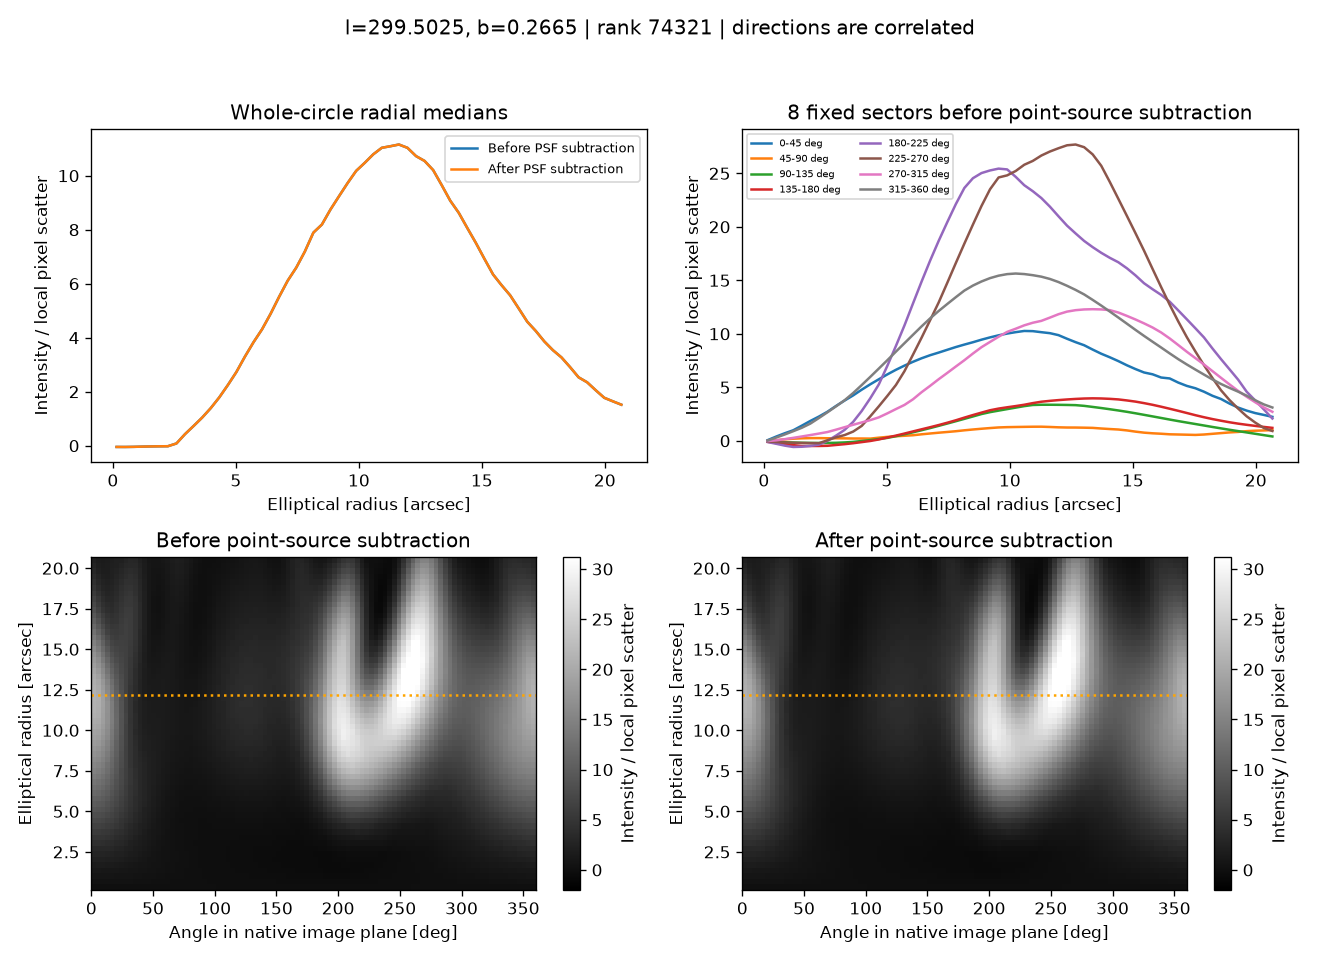 l=299.5025, b=0.2665 | rank 74321 | directions are correlated
Whole-circle radial medians
Intensity / local pixel scatter
10
8
6
4
2
0
Before PSF subtraction
After PSF subtraction
0 5 10 15 20
Elliptical radius [arcsec]
8 fixed sectors before point-source subtraction
Intensity / local pixel scatter
25
20
15
10
5
0
0-45 deg
45-90 deg
90-135 deg
135-180 deg
180-225 deg
225-270 deg
270-315 deg
315-360 deg
0 5 10 15 20
Elliptical radius [arcsec]
Before point-source subtraction
Elliptical radius [arcsec]
20.0
17.5
15.0
12.5
10.0
7.5
5.0
2.5
0 50 100 150 200 250 300 350
Angle in native image plane [deg]
30
25
20
15
10
5
0
Intensity / local pixel scatter
After point-source subtraction
Elliptical radius [arcsec]
20.0
17.5
15.0
12.5
10.0
7.5
5.0
2.5
0 50 100 150 200 250 300 350
Angle in native image plane [deg]
30
25
20
15
10
5
0
Intensity / local pixel scatter